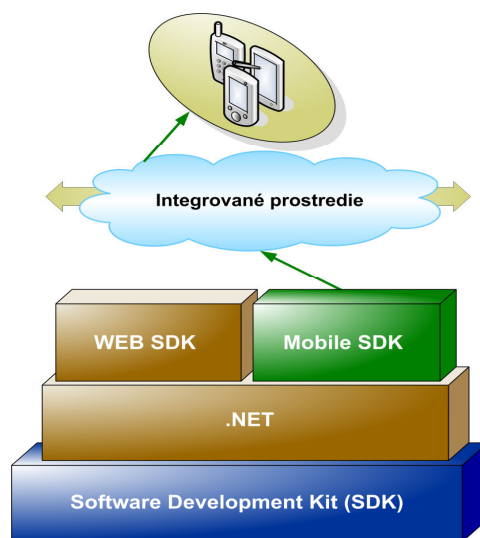 Integrované prostredie
WEB SDK
Mobile SDK
.NET
Software Development Kit (SDK)